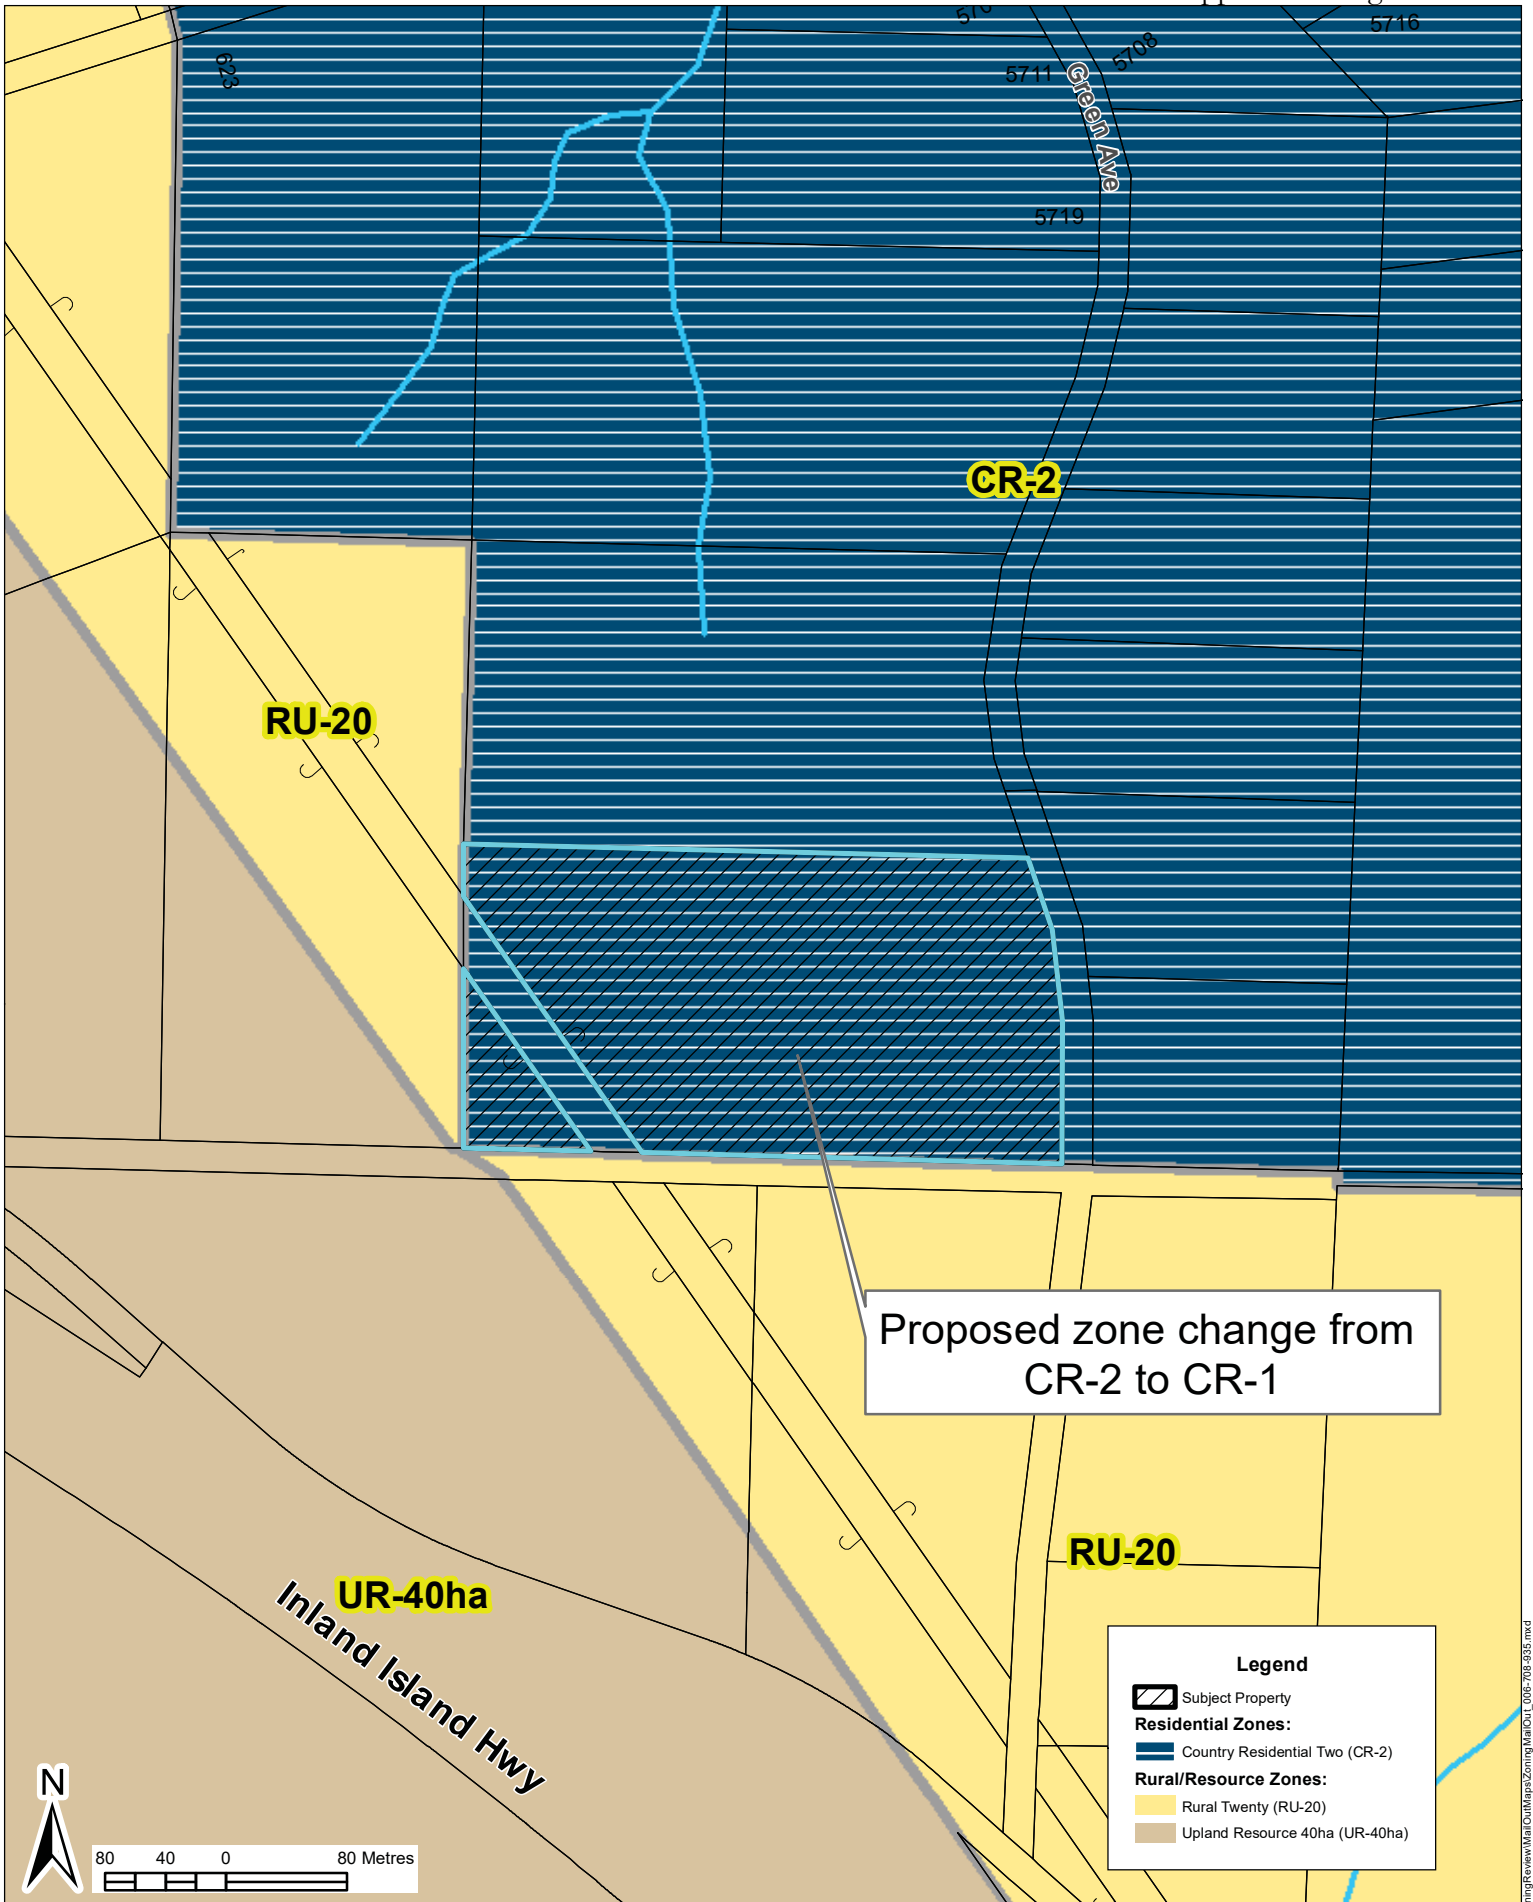 5716
5708
5711
623
Green Ave
5719
CR-2
RU-20
Proposed zone change from
CR-2 to CR-1
RU-20
UR-40ha
Inland Island Hwy
Legend
Subject Property
Residential Zones:
Country Residential Two (CR-2)
Rural/Resource Zones:
Rural Twenty (RU-20)
Upland Resource 40ha (UR-40ha)
N
80 40 0 80 Metres